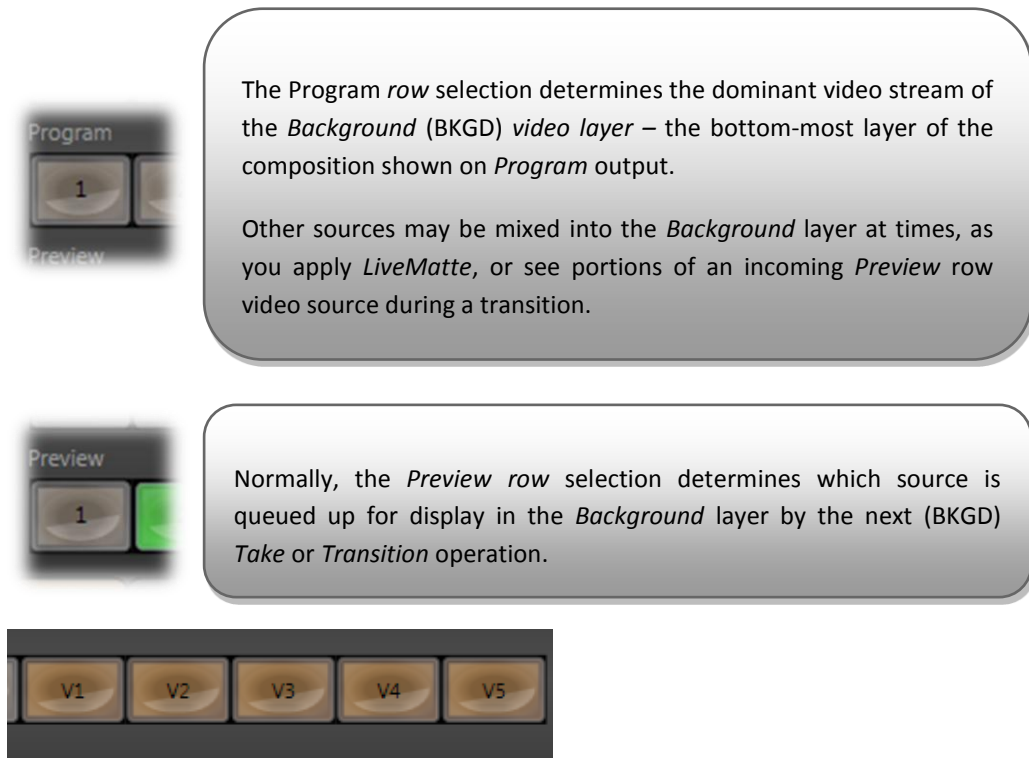 Program
1
Preview
The Program row selection determines the dominant video stream of
the Background (BKGD) video layer – the bottom-most layer of the
composition shown on Program output.
Other sources may be mixed into the Background layer at times, as
you apply LiveMatte, or see portions of an incoming Preview row
video source during a transition.
Preview
1
Normally, the Preview row selection determines which source is
queued up for display in the Background layer by the next (BKGD)
Take or Transition operation.
V1 V2 V3 V4 V5